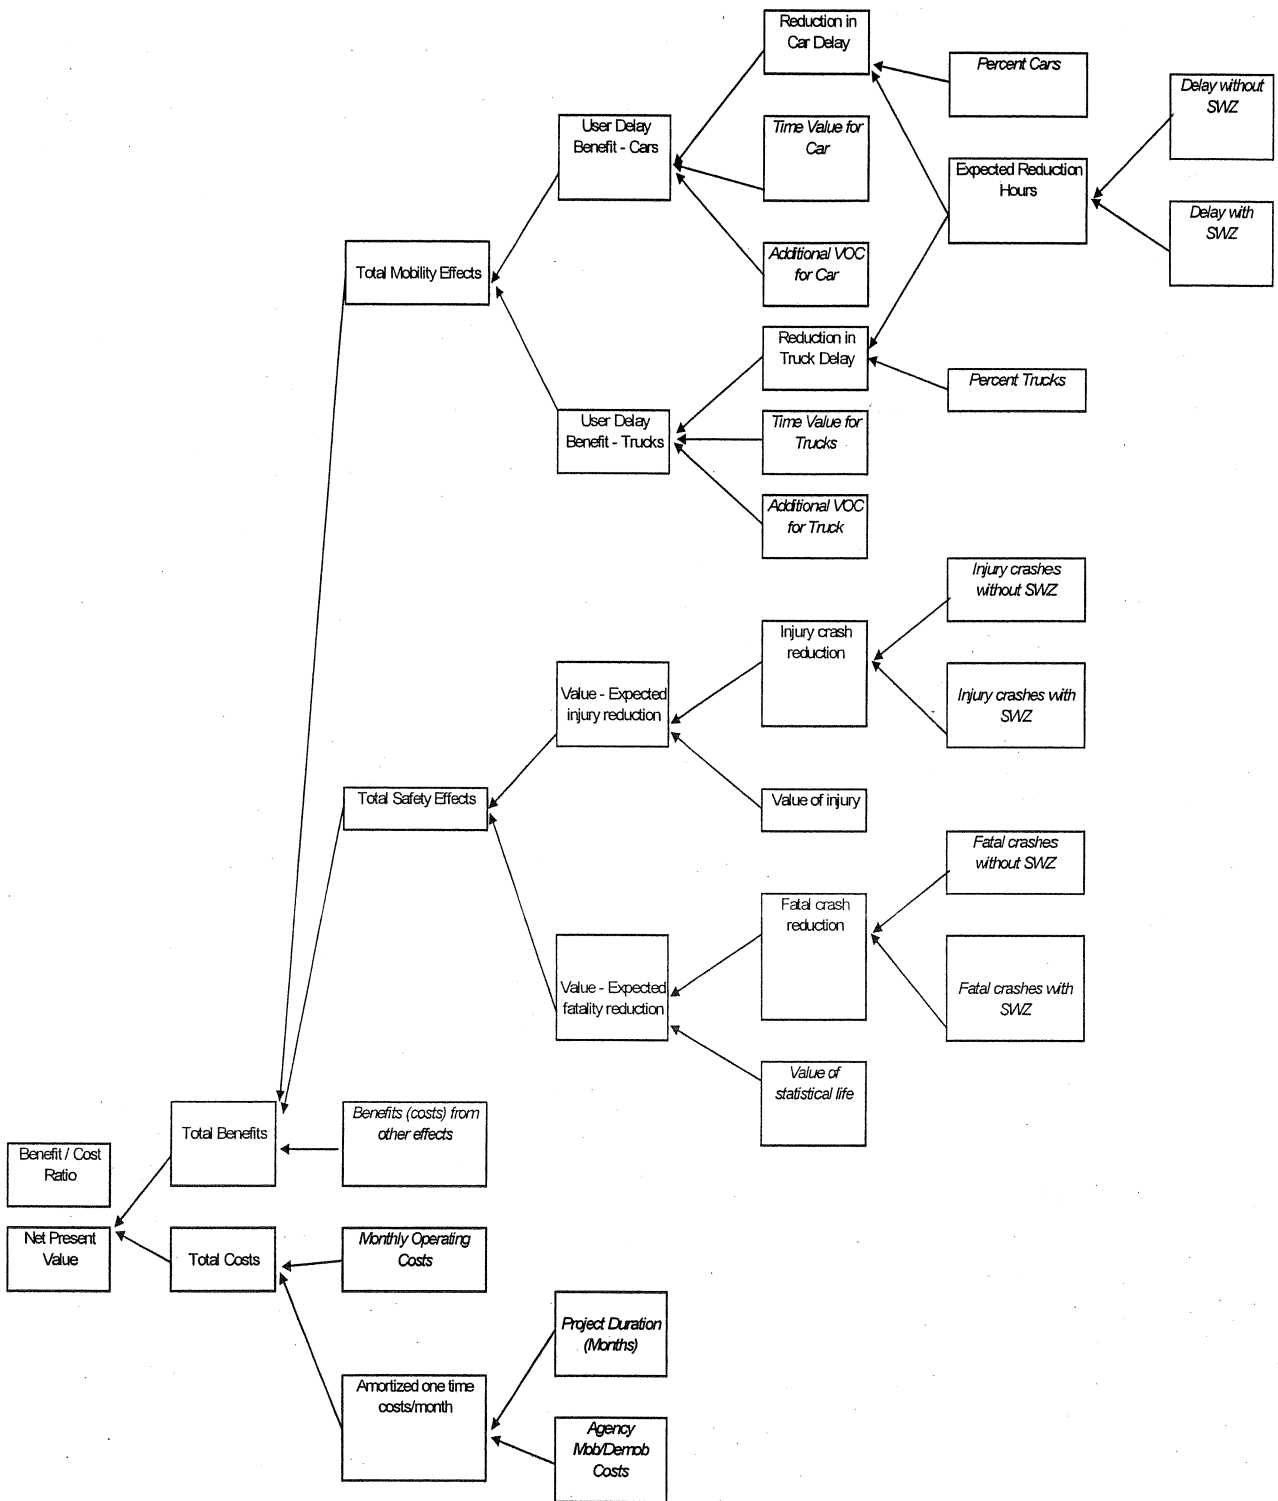 Reduction in
Car Delay
Percent Cars
Delay without
SWZ
User Delay
Benefit - Cars
Time Value for
Car
Expected Reduction
Hours
Delay with
SWZ
Total Mobility Effects
Additional VOC
for Car
Reduction in
Truck Delay
Percent Trucks
User Delay
Benefit - Trucks
Time Value for
Trucks
Additional VOC
for Truck
Injury crashes
without SWZ
Injury crash
reduction
Value - Expected
injury reduction
Injury crashes with
SWZ
Total Safety Effects
Value of injury
Fatal crashes
without SWZ
Fatal crash
reduction
Value - Expected
fatality reduction
Fatal crashes with
SWZ
Value of
statistical life
Total Benefits
Benefits (costs) from
other effects
Benefit / Cost
Ratio
Net Present
Value
Total Costs
Monthly Operating
Costs
Project Duration
(Months)
Amortized one time
costs/month
Agency
Mob/Demob
Costs